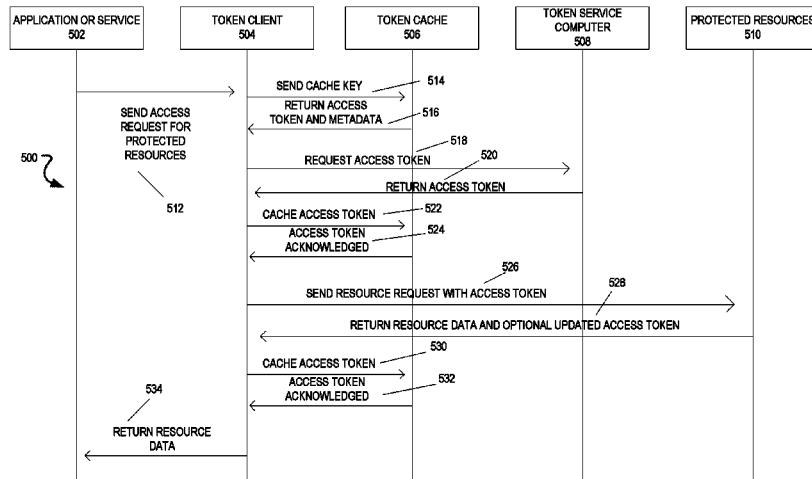 APPLICATION OR SERVICE
502
TOKEN CLIENT
504
TOKEN CACHE
506
TOKEN SERVICE
COMPUTER
508
PROTECTED RESOURCES
510
SEND ACCESS
REQUEST FOR
PROTECTED
RESOURCES
512
500
SEND CACHE KEY
514
RETURN ACCESS
TOKEN AND METADATA
516
518
REQUEST ACCESS TOKEN
520
RETURN ACCESS TOKEN
CACHE ACCESS TOKEN
522
ACCESS TOKEN
ACKNOWLEDGED
524
526
SEND RESOURCE REQUEST WITH ACCESS TOKEN
528
RETURN RESOURCE DATA AND OPTIONAL UPDATED ACCESS TOKEN
CACHE ACCESS TOKEN
530
ACCESS TOKEN
ACKNOWLEDGED
532
534
RETURN RESOURCE
DATA